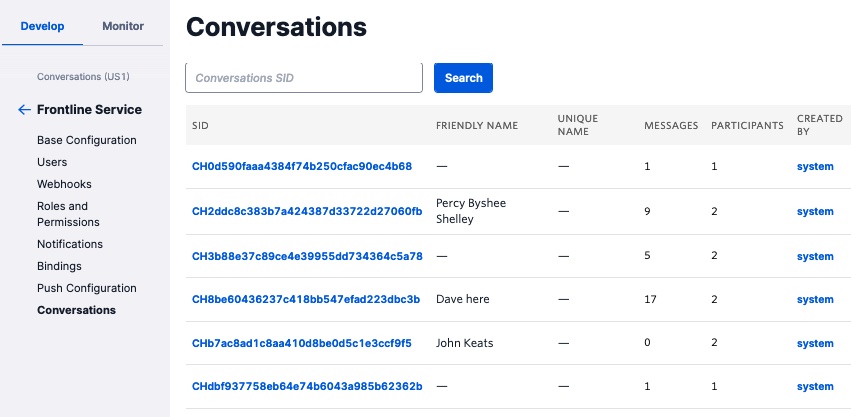 Develop Monitor
Conversations (US1)
← Frontline Service
Base Configuration
Users
Webhooks
Roles and
Permissions
Notifications
Bindings
Push Configuration
Conversations
Conversations
Conversations SID Search
SID FRIENDLY NAME UNIQUE NAME MESSAGES PARTICIPANTS CREATED BY
CH0d590faaa4384f74b250cfac90ec4b68 — — 1 1 system
CH2ddc8c383b7a424387d33722d27060fb Percy Byshee Shelley — 9 2 system
CH3b88e37c89ce4e39955dd734364c5a78 — — 5 2 system
CH8be60436237c418bb547efad223dbc3b Dave here — 17 2 system
CHb7ac8ad1c8aa410d8be0d5c1e3ccf9f5 John Keats — 0 2 system
CHdbf937758eb64e74b6043a985b62362b — — 1 1 system